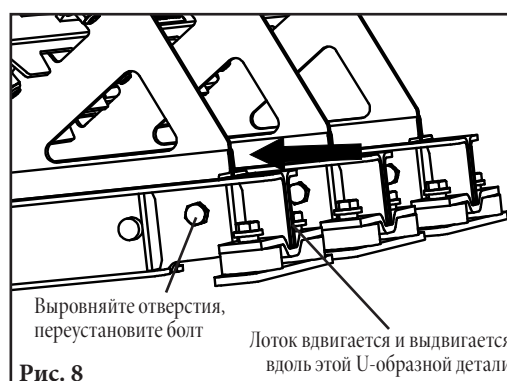 Выровняйте отверстия,
переустановите болт
Лоток вдвигается и выдвигается
вдоль этой U-образной детали
Рис. 8